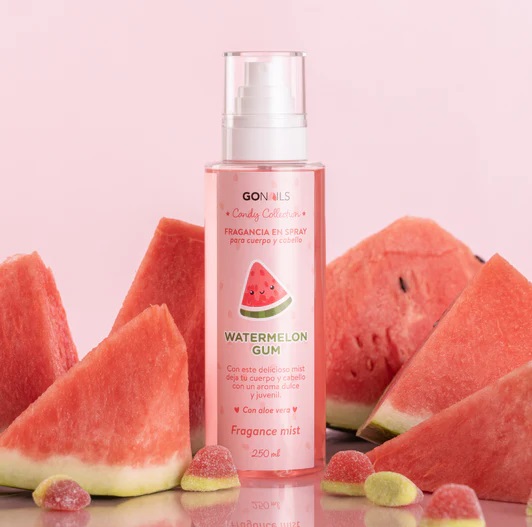 GONAILS
Candy Collection
FRAGANCIA EN SPRAY
para cuerpo y cabello
WATERMELON
GUM
Con este delicioso mist
deja tu cuerpo y cabello
con un aroma dulce
y juvenil.
Con aloe vera
Fragance mist
250 ml